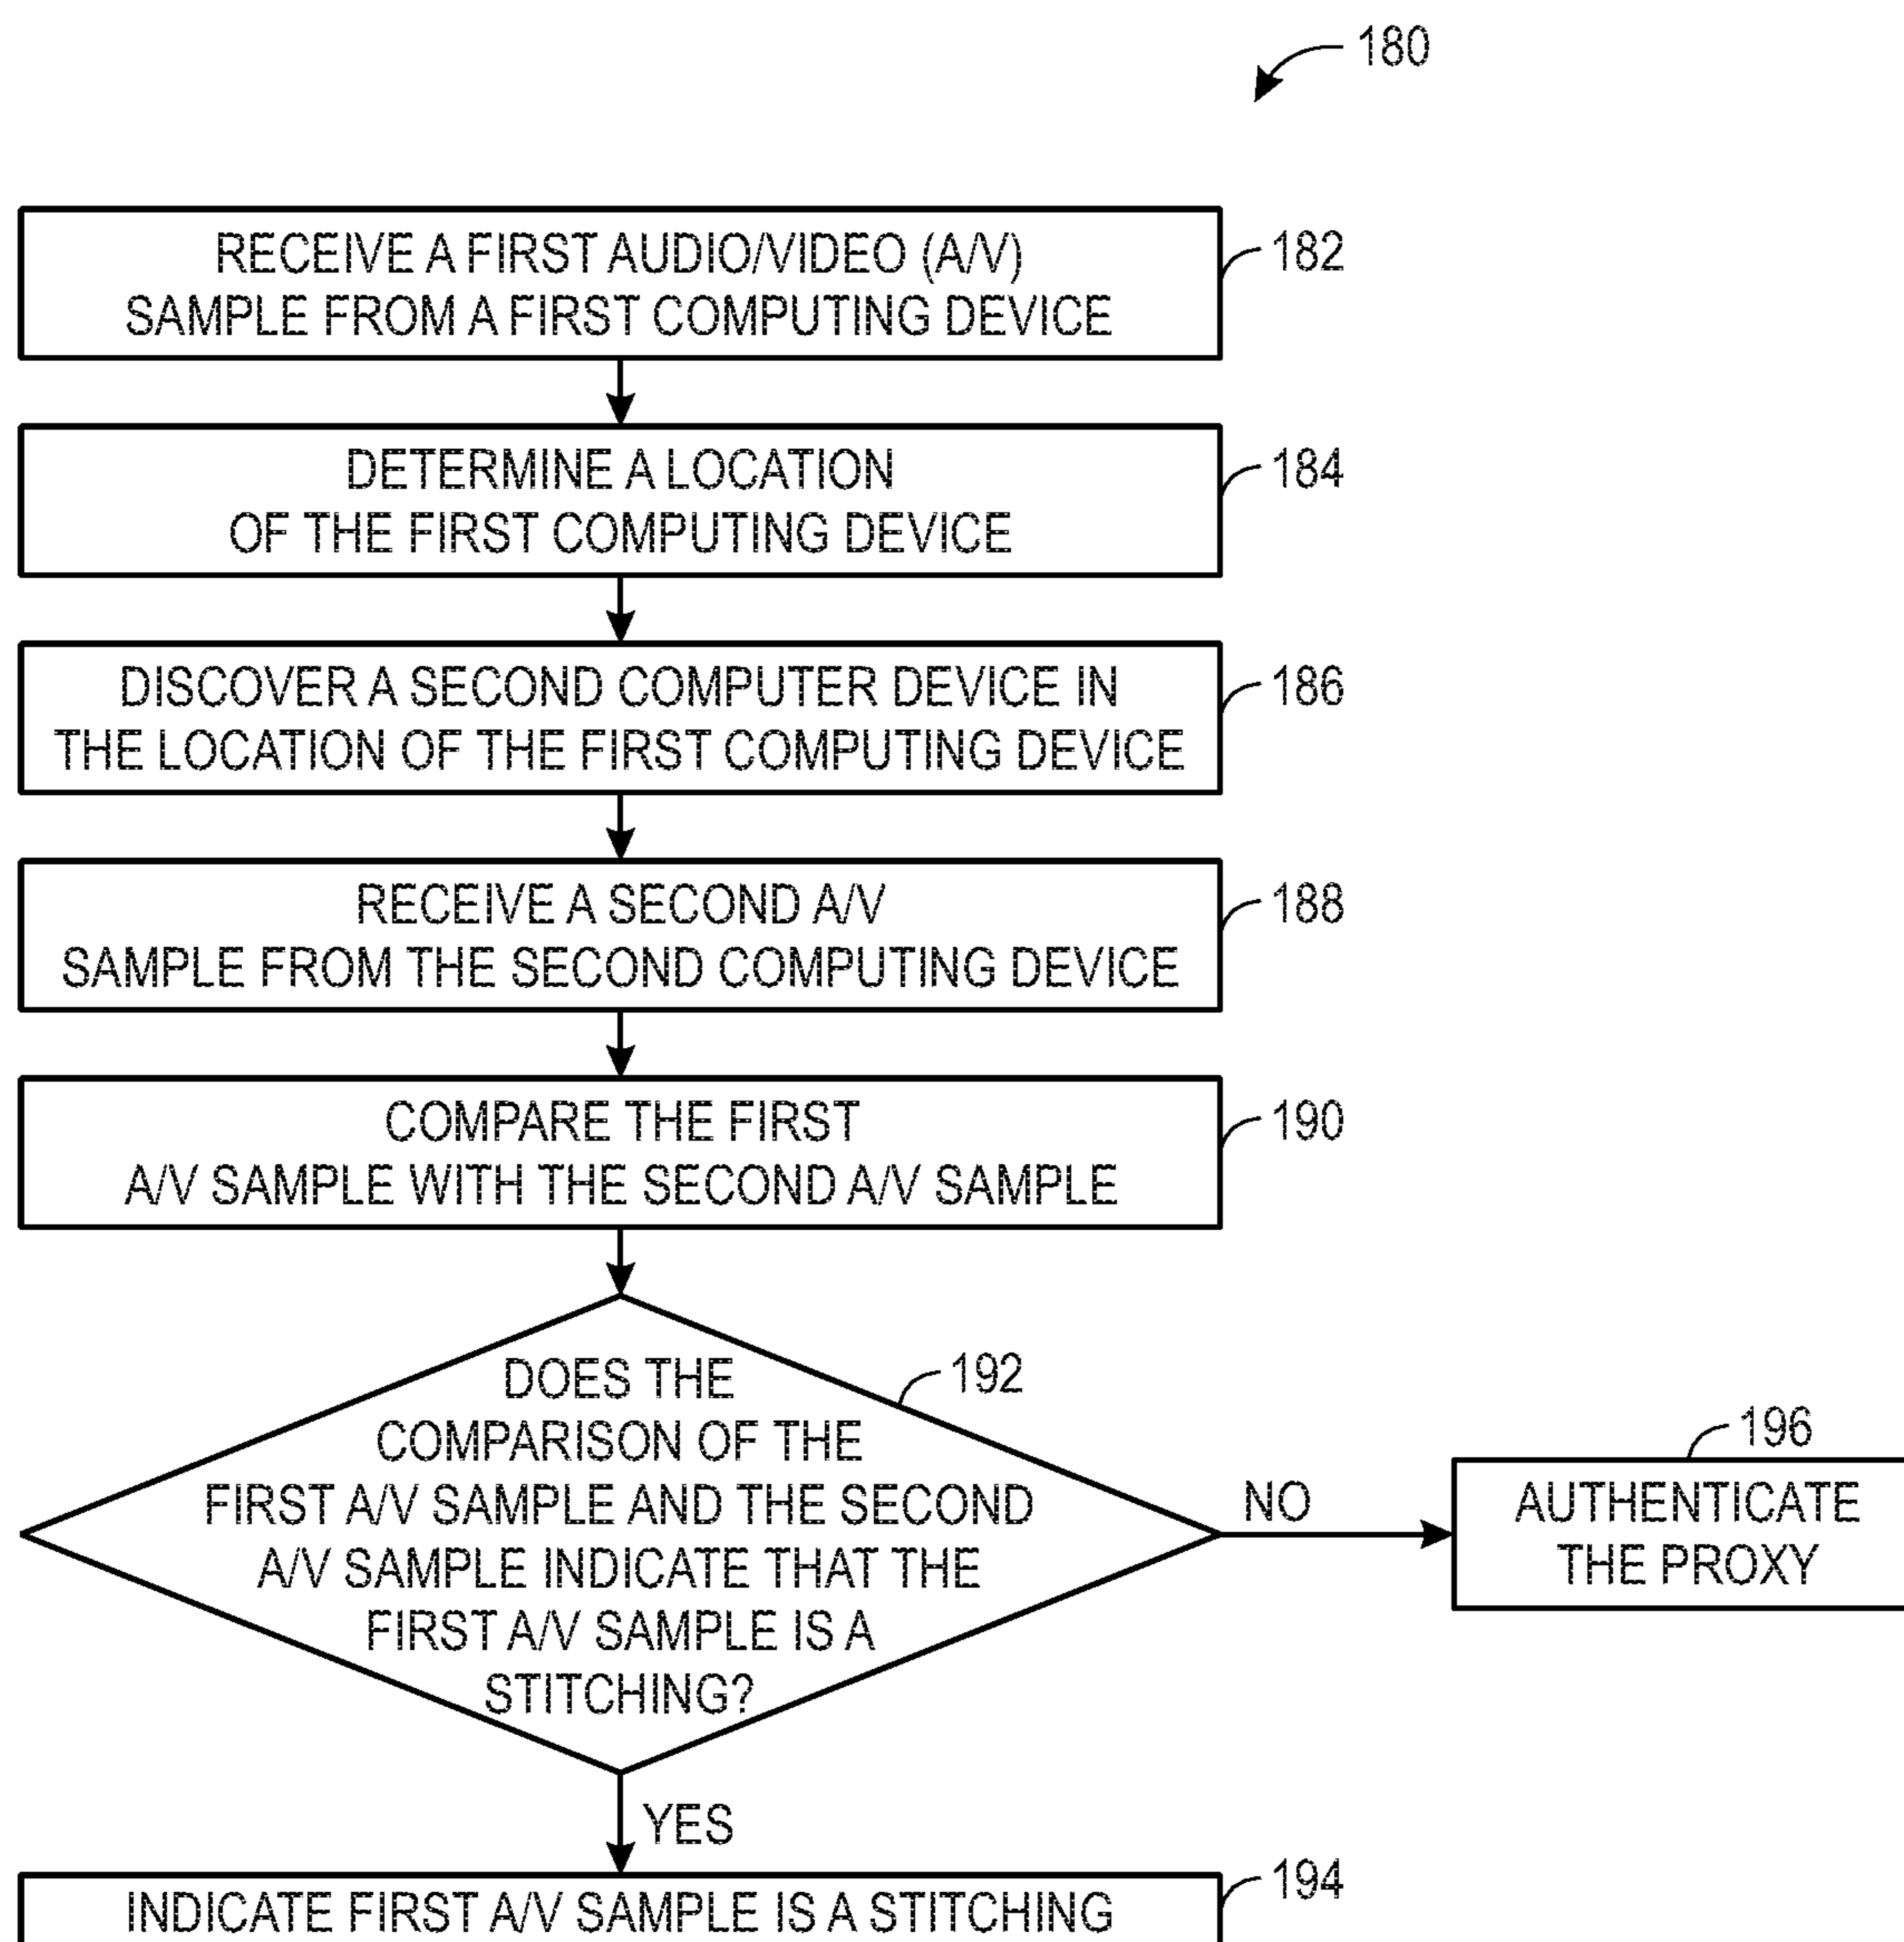 180
RECEIVE A FIRST AUDIO/VIDEO (A/V)
SAMPLE FROM A FIRST COMPUTING DEVICE
182
DETERMINE A LOCATION
OF THE FIRST COMPUTING DEVICE
184
DISCOVER A SECOND COMPUTER DEVICE IN
THE LOCATION OF THE FIRST COMPUTING DEVICE
186
RECEIVE A SECOND A/V
SAMPLE FROM THE SECOND COMPUTING DEVICE
188
COMPARE THE FIRST
A/V SAMPLE WITH THE SECOND A/V SAMPLE
190
DOES THE
COMPARISON OF THE
FIRST A/V SAMPLE AND THE SECOND
A/V SAMPLE INDICATE THAT THE
FIRST A/V SAMPLE IS A
STITCHING?
192
NO
AUTHENTICATE
THE PROXY
196
YES
INDICATE FIRST A/V SAMPLE IS A STITCHING
194